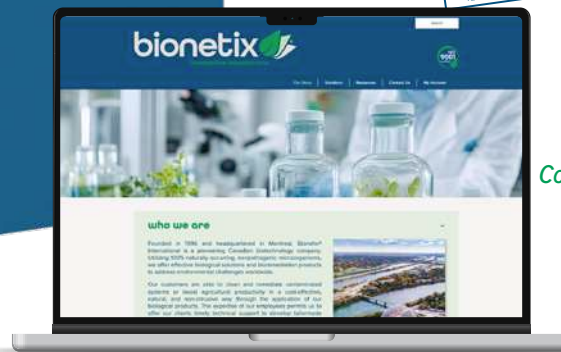 bionetix
Our Story | Solutions | Resources | Contact Us | My Account
Co
who we are
Founded in 1996 and headquartered in Montreal, Bionetix®
International is a pioneering Canadian biotechnology company.
Utilizing 100% naturally occurring, nonpathogenic microorganisms,
we offer effective biological solutions and bioremediation products
to address environmental challenges worldwide.
Our customers are able to clean and remediate contaminated
systems or boost agricultural productivity in a cost-effective,
natural, and non-intrusive way through the application of our
biological products. The expertise of our employees permits us to
offer our clients timely technical support to develop tailormade